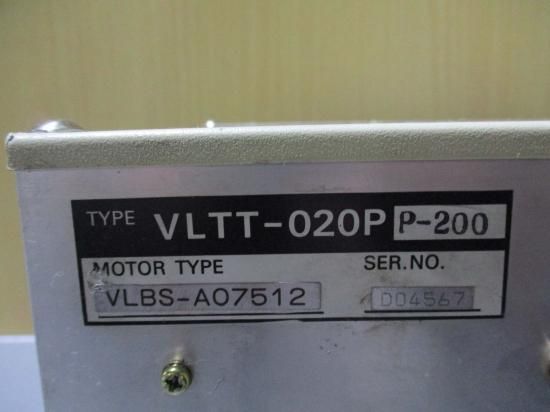 TYPE VLTT-020P P-200
MOTOR TYPE SER.NO.
VLBS-A07512 D04567